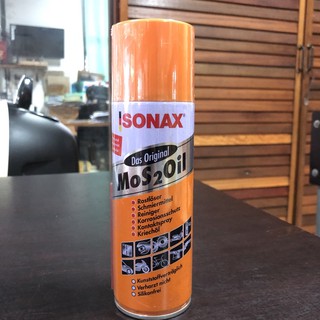 SONAX
Das Original
MoS2Oil
Rostlöser
Schmiermittel
Reiniger
Korrosionsschutz
Kontaktspray
Kriechöl
Kunststoffverträglich
Verharzt nicht
Silikonfrei